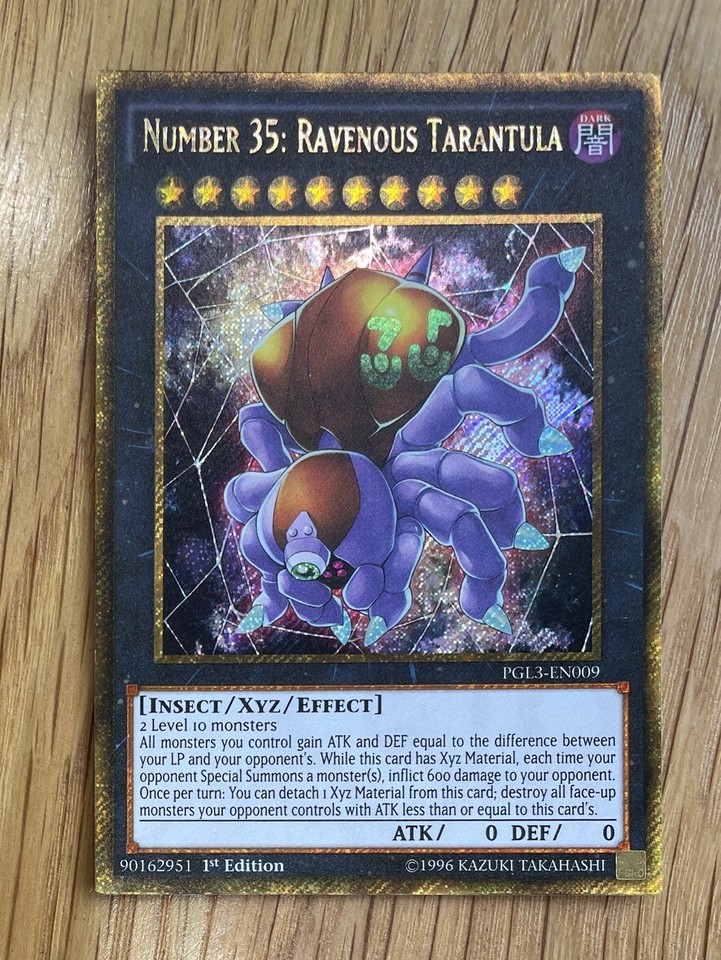 NUMBER 35: RAVENOUS TARANTULA
DARK
闇
35
PGL3-EN009
[INSECT/XYZ/EFFECT]
2 Level 10 monsters
All monsters you control gain ATK and DEF equal to the difference between
your LP and your opponent's. While this card has Xyz Material, each time your
opponent Special Summons a monster(s), inflict 600 damage to your opponent.
Once per turn: You can detach 1 Xyz Material from this card; destroy all face-up
monsters your opponent controls with ATK less than or equal to this card's.
ATK/ 0 DEF/ 0
90162951 1st Edition ©1996 KAZUKI TAKAHASHI